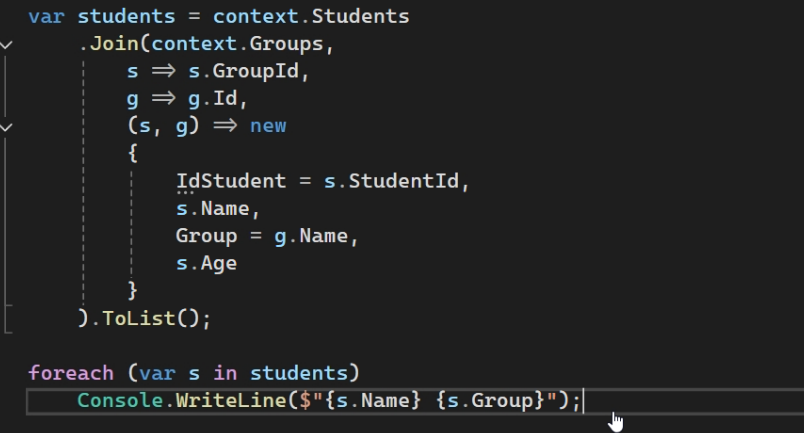 var students = context.Students
.Join(context.Groups,
s => s.GroupId,
g => g.Id,
(s, g) => new
{
IdStudent = s.StudentId,
s.Name,
Group = g.Name,
s.Age
}
).ToList();
foreach (var s in students)
Console.WriteLine($"{s.Name} {s.Group}");